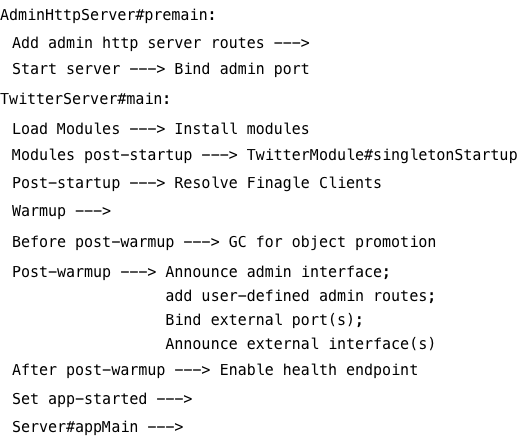 AdminHttpServer#premain:
Add admin http server routes --->
Start server ---> Bind admin port
TwitterServer#main:
Load Modules ---> Install modules
Modules post-startup ---> TwitterModule#singletonStartup
Post-startup ---> Resolve Finagle Clients
Warmup --->
Before post-warmup ---> GC for object promotion
Post-warmup ---> Announce admin interface;
add user-defined admin routes;
Bind external port(s);
Announce external interface(s)
After post-warmup ---> Enable health endpoint
Set app-started --->
Server#appMain --->